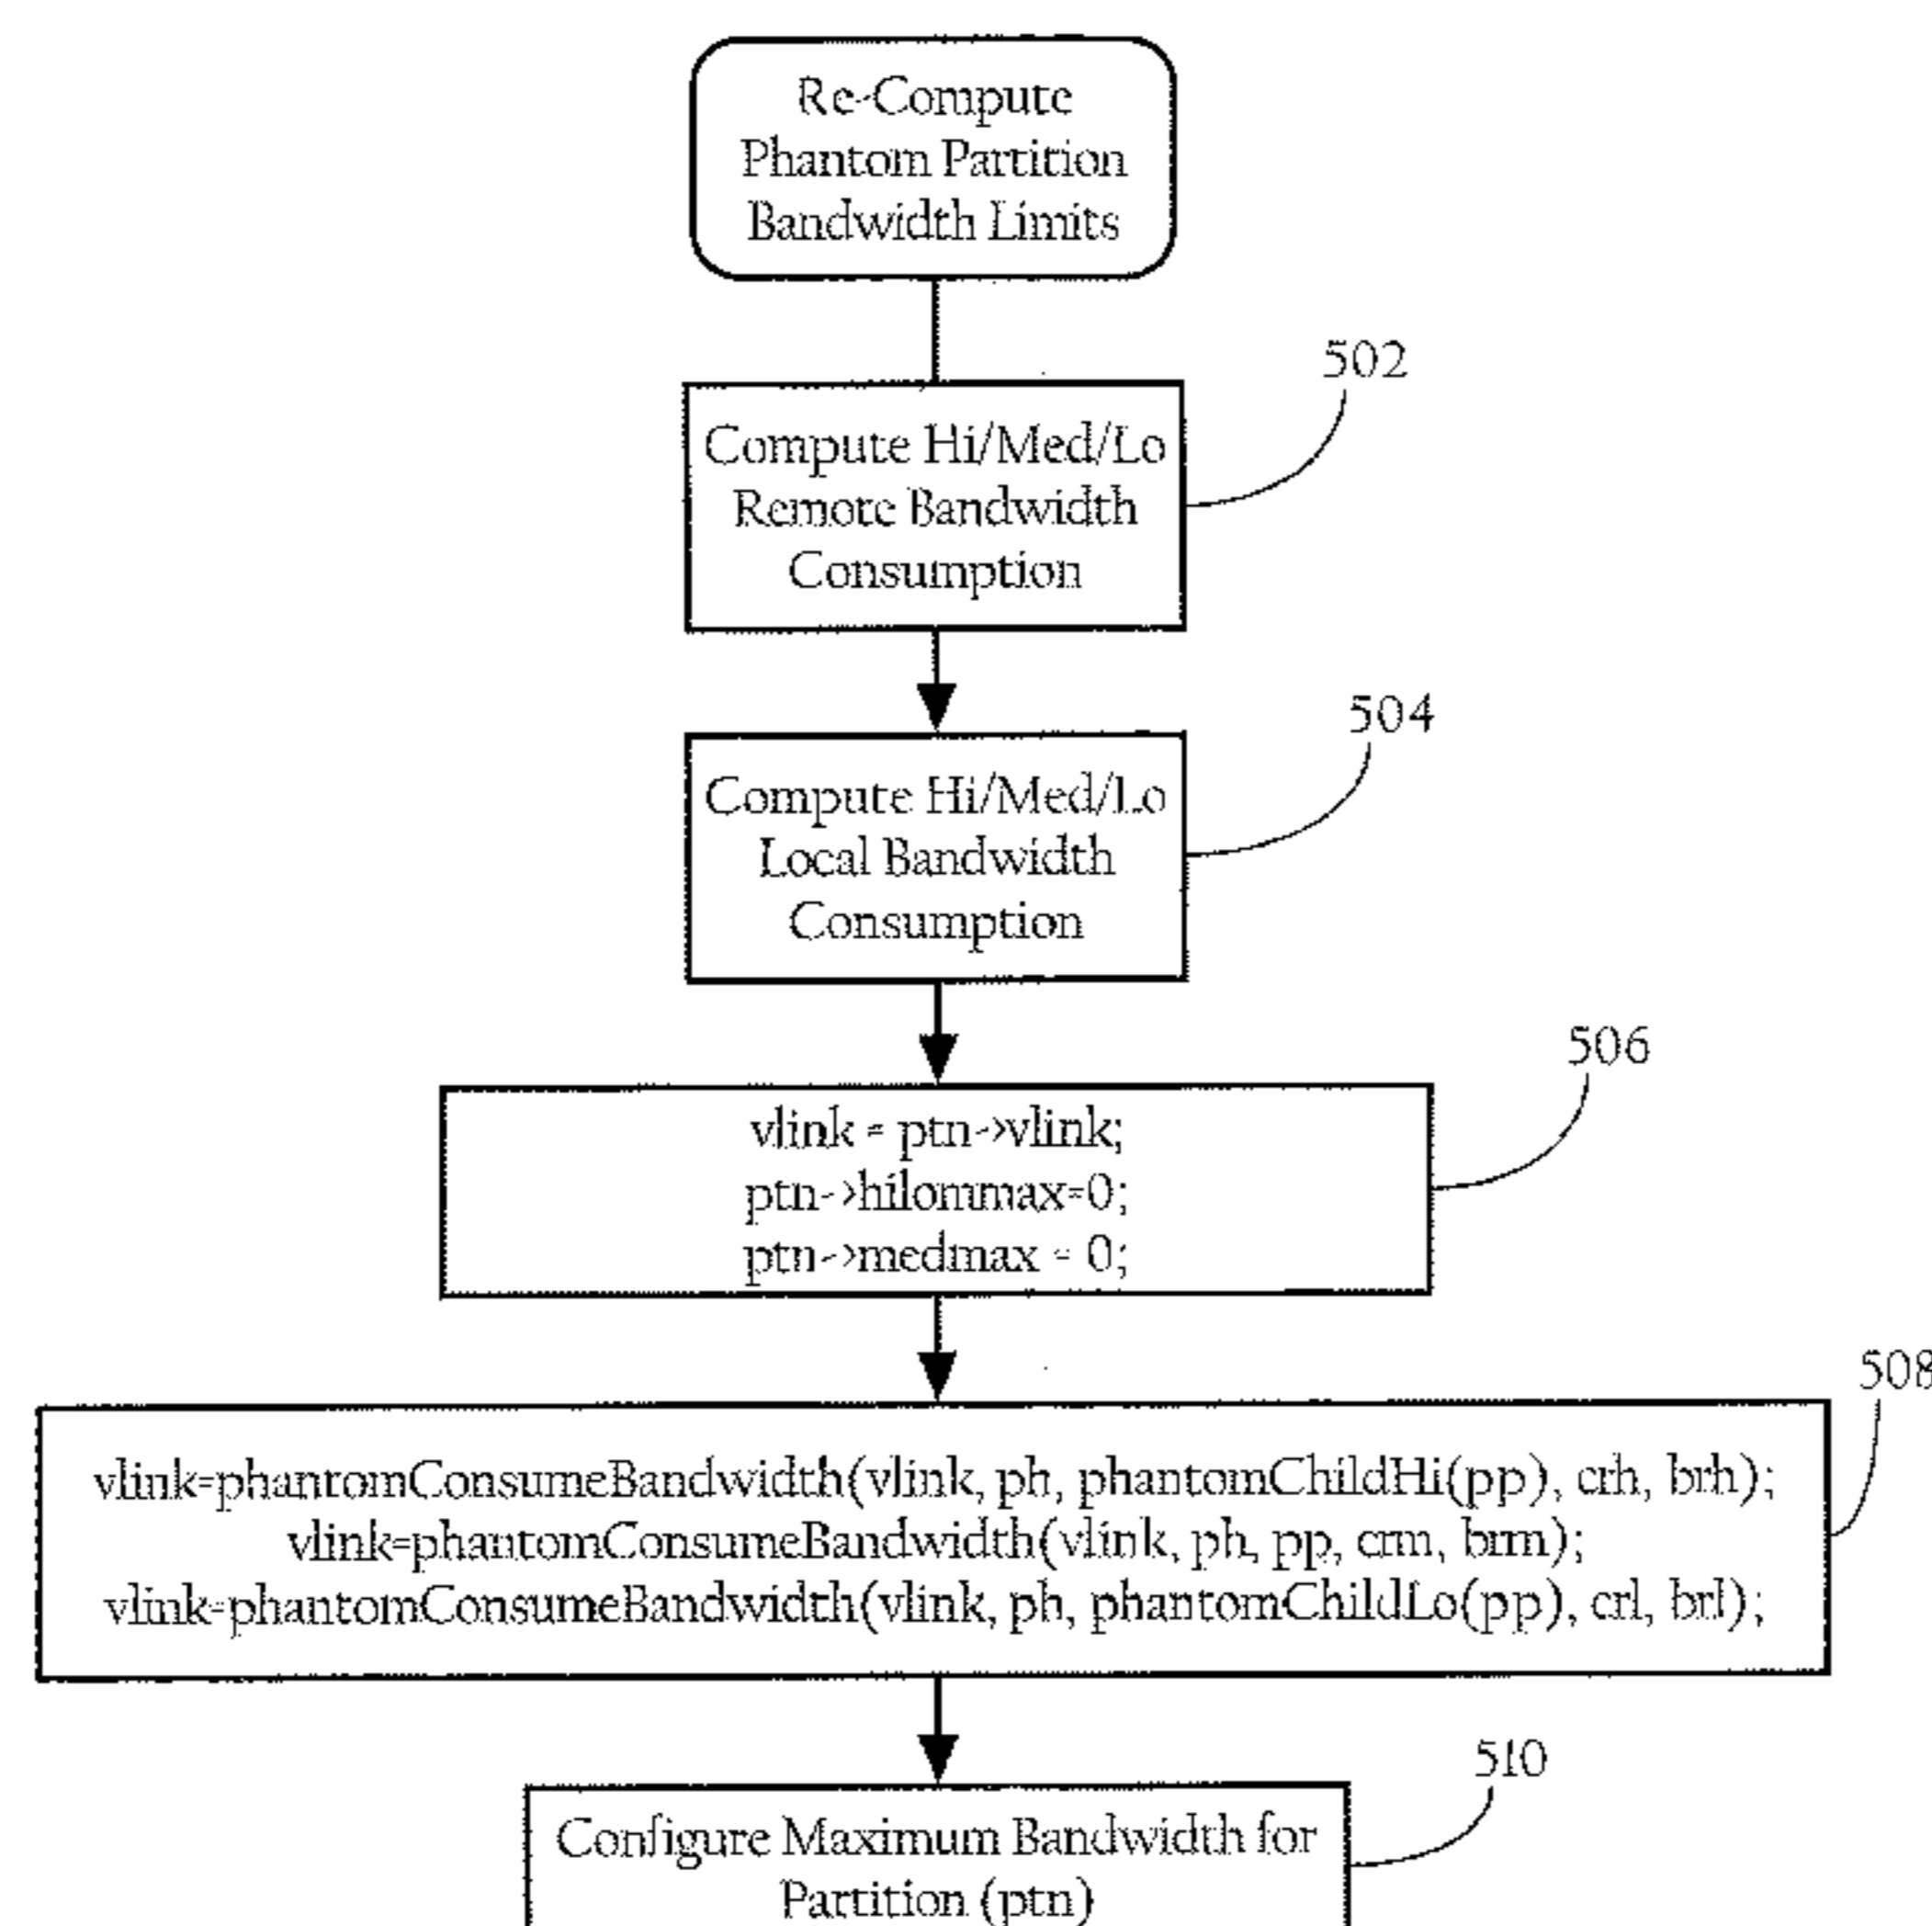 Re-Compute
Phantom Partition
Bandwidth Limits
502
Compute Hi/Med/Lo
Remote Bandwidth
Consumption
504
Compute Hi/Med/Lo
Local Bandwidth
Consumption
506
vlink = ptn->vlink;
ptn->hilommax=0;
ptn->medmax = 0;
508
vlink=phantomConsumeBandwidth(vlink, ph, phantomChildHi(pp), crh, brh);
vlink=phantomConsumeBandwidth(vlink, ph, pp, crm, brm);
vlink=phantomConsumeBandwidth(vlink, ph, phantomChildLo(pp), crl, brl);
510
Configure Maximum Bandwidth for
Partition (ptn)